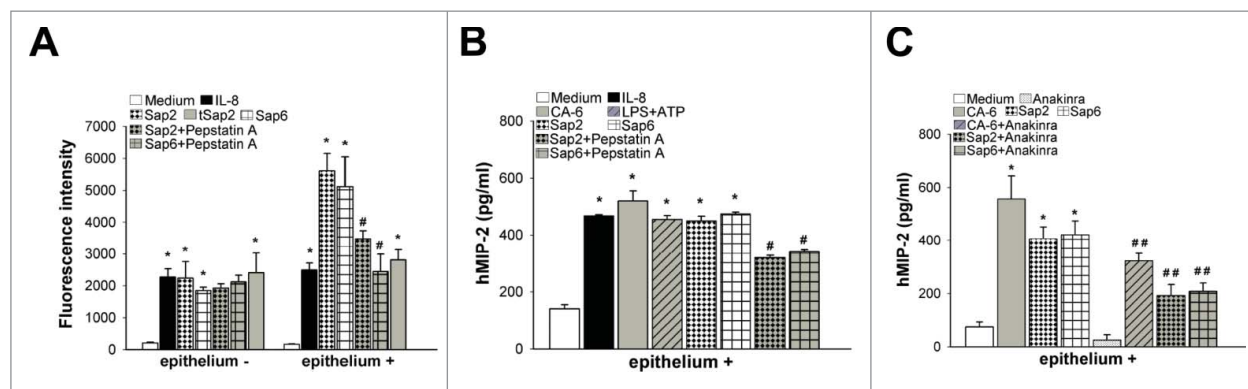 A
Medium IL-8
Sap2 tSap2 Sap6
Sap2+Pepstatin A
Sap6+Pepstatin A
Fluorescence intensity
7000
6000
5000
4000
3000
2000
1000
0
* * * *
* * * # # *
epithelium - epithelium +
B
Medium IL-8
CA-6 LPS+ATP
Sap2 Sap6
Sap2+Pepstatin A
Sap6+Pepstatin A
hMIP-2 (pg/ml)
800
600
400
200
0
* * * * * # #
epithelium +
C
Medium Anakinra
CA-6 Sap2 Sap6
CA-6+Anakinra
Sap2+Anakinra
Sap6+Anakinra
hMIP-2 (pg/ml)
800
600
400
200
0
* * * ## ## ##
epithelium +